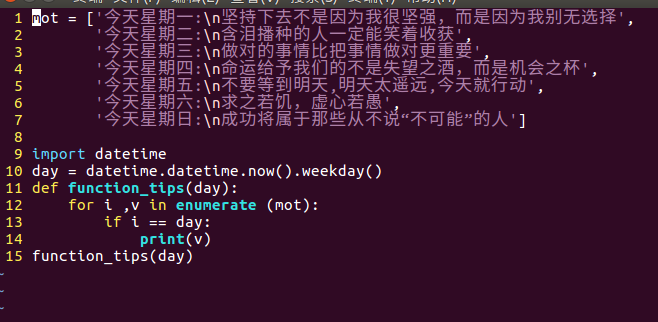 1 mot = ['今天星期一:\n坚持下去不是因为我很坚强，而是因为我别无选择',
2 '今天星期二:\n含泪播种的人一定能笑着收获',
3 '今天星期三:\n做对的事情比把事情做对更重要',
4 '今天星期四:\n命运给予我们的不是失望之酒，而是机会之杯',
5 '今天星期五:\n不要等到明天,明天太遥远,今天就行动',
6 '今天星期六:\n求之若饥，虚心若愚',
7 '今天星期日:\n成功将属于那些从不说“不可能”的人']
8
9 import datetime
10 day = datetime.datetime.now().weekday()
11 def function_tips(day):
12 for i ,v in enumerate (mot):
13 if i == day:
14 print(v)
15 function_tips(day)
~
~
~